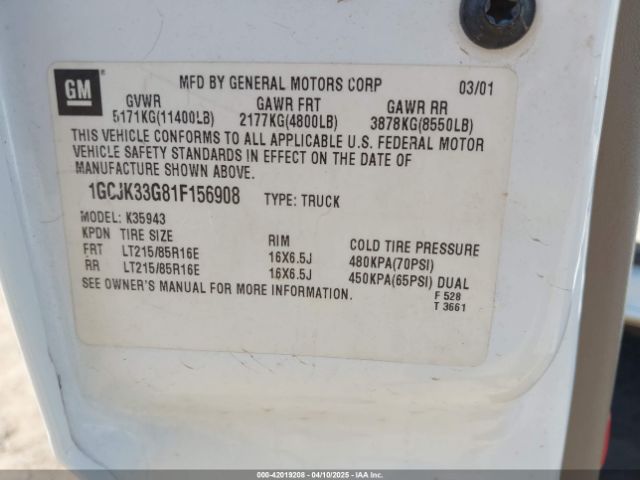 GM
MFD BY GENERAL MOTORS CORP 03/01
GVWR GAWR FRT GAWR RR
5171KG(11400LB) 2177KG(4800LB) 3878KG(8550LB)
THIS VEHICLE CONFORMS TO ALL APPLICABLE U.S. FEDERAL MOTOR
VEHICLE SAFETY STANDARDS IN EFFECT ON THE DATE OF
MANUFACTURE SHOWN ABOVE.
1GCJK33G81F156908 TYPE: TRUCK
MODEL: K35943
KPDN TIRE SIZE RIM COLD TIRE PRESSURE
FRT LT215/85R16E 16X6.5J 480KPA(70PSI)
RR LT215/85R16E 16X6.5J 450KPA(65PSI) DUAL
SEE OWNER'S MANUAL FOR MORE INFORMATION.
F 528
T 3661
000-42019208 - 04/10/2025 - IAAI.com